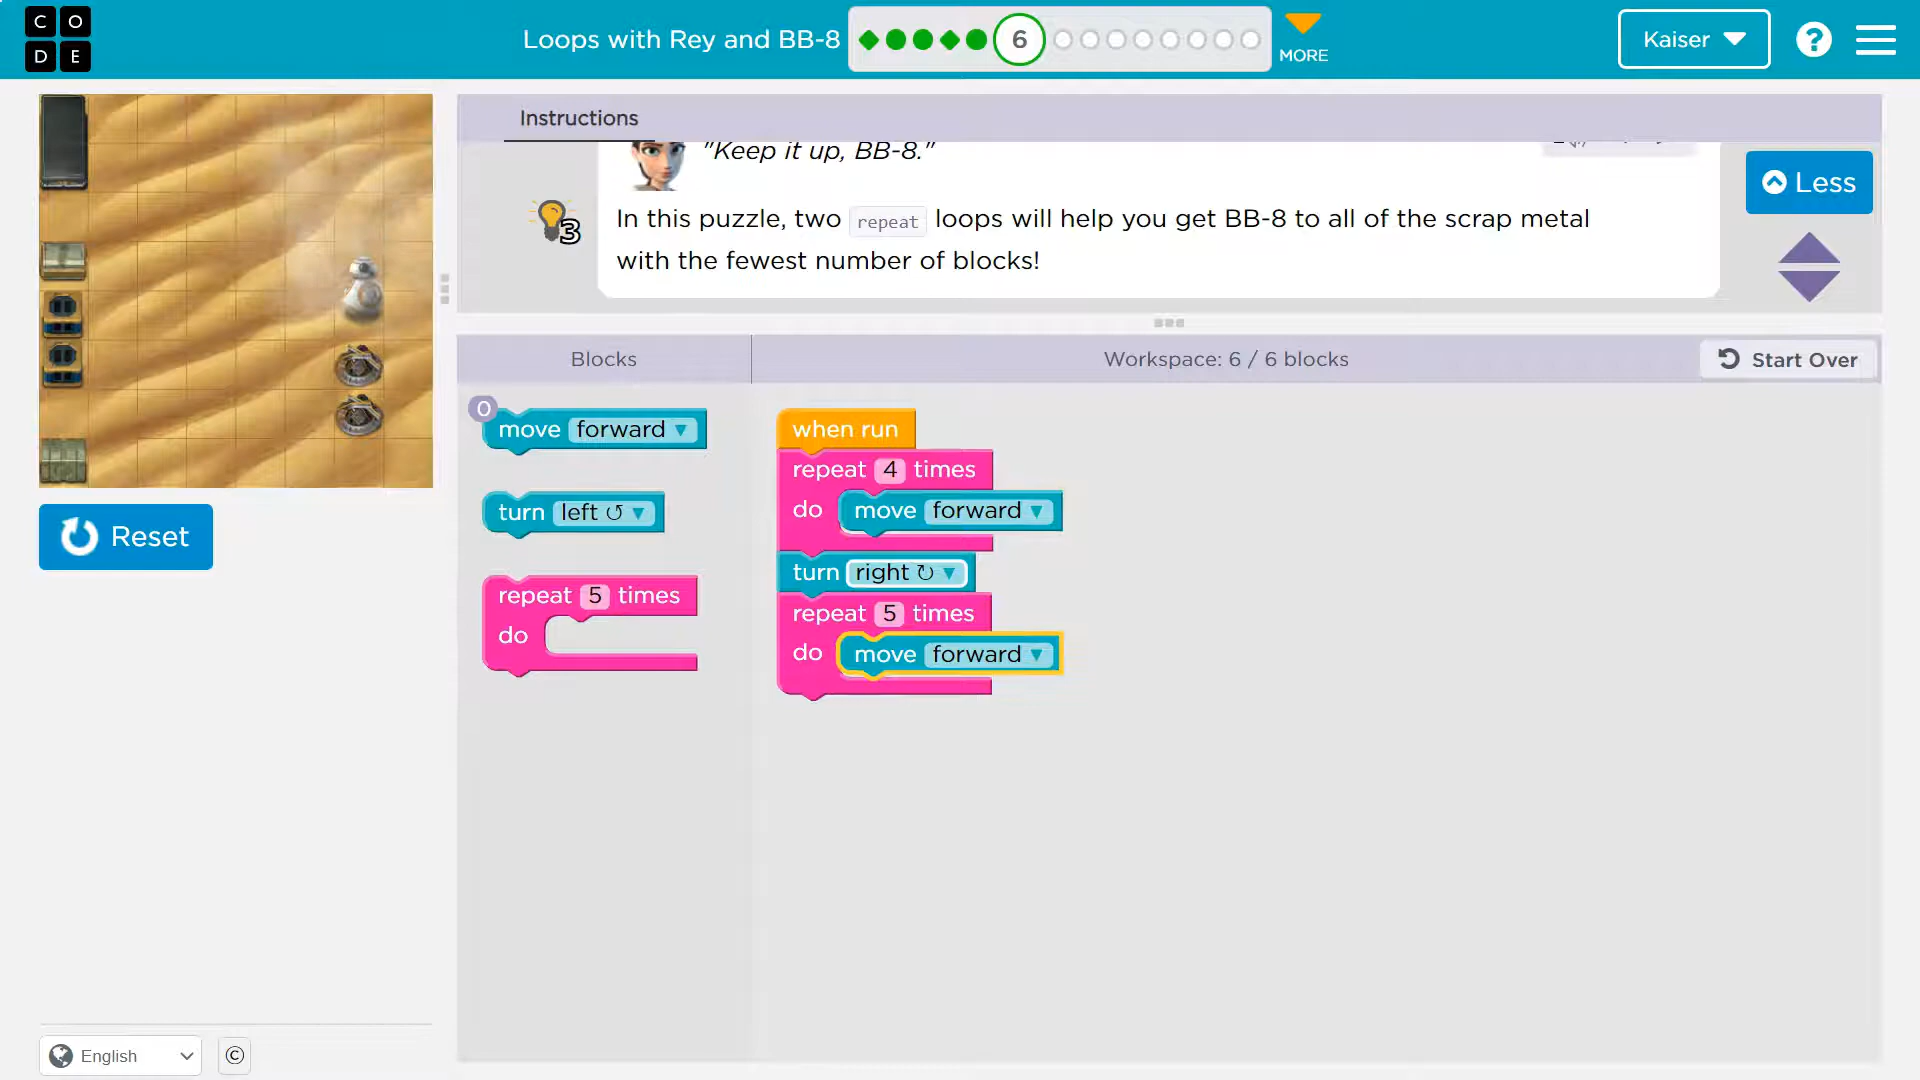 C O
D E
Loops with Rey and BB-8
6
MORE
Kaiser
?
Instructions
"Keep it up, BB-8."
Less
3
In this puzzle, two repeat loops will help you get BB-8 to all of the scrap metal
with the fewest number of blocks!
Blocks
Workspace: 6 / 6 blocks
Start Over
0
move forward
turn left ↺
repeat 5 times
do
when run
repeat 4 times
do move forward
turn right ↻
repeat 5 times
do move forward
Reset
English
©